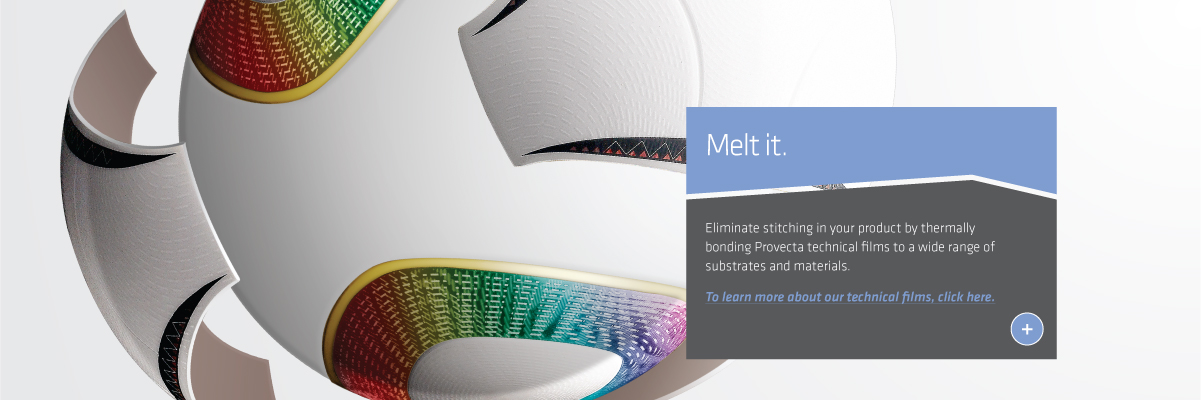 Melt it.
Eliminate stitching in your product by thermally
bonding Provecta technical films to a wide range of
substrates and materials.
To learn more about our technical films, click here.
+